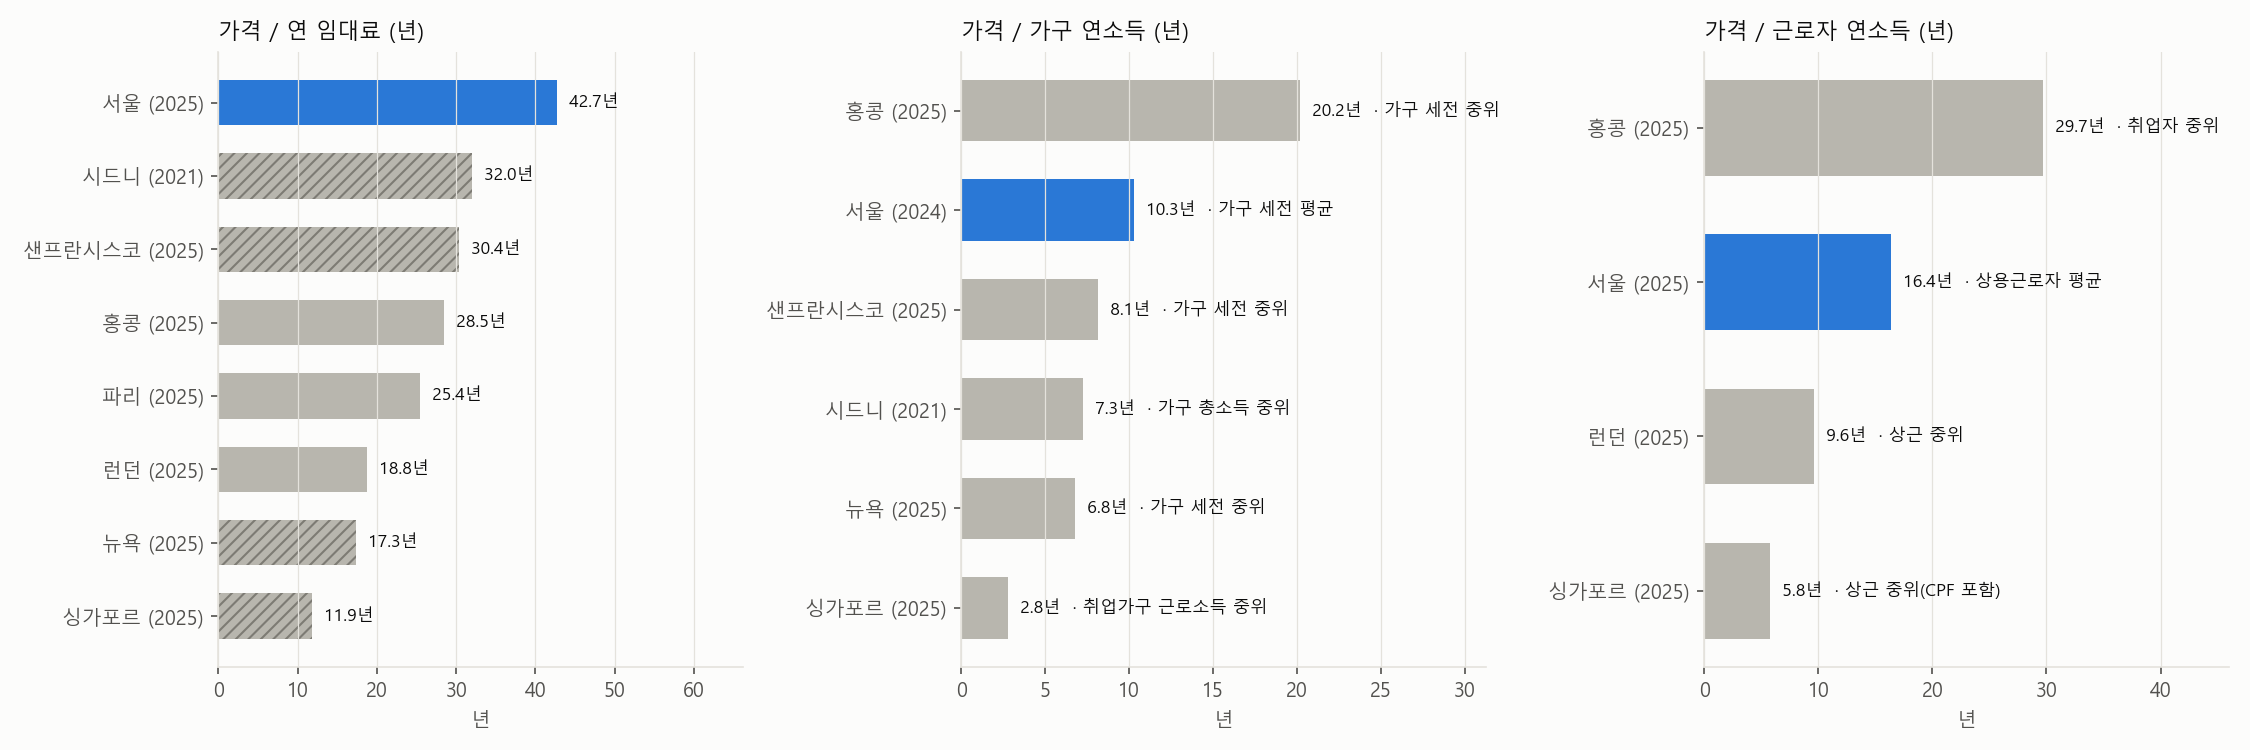 가격 / 연 임대료 (년)
서울 (2025)
42.7년
시드니 (2021)
32.0년
샌프란시스코 (2025)
30.4년
홍콩 (2025)
28.5년
파리 (2025)
25.4년
런던 (2025)
18.8년
뉴욕 (2025)
17.3년
싱가포르 (2025)
11.9년
0 10 20 30 40 50 60
년
가격 / 가구 연소득 (년)
홍콩 (2025)
20.2년 · 가구 세전 중위
서울 (2024)
10.3년 · 가구 세전 평균
샌프란시스코 (2025)
8.1년 · 가구 세전 중위
시드니 (2021)
7.3년 · 가구 총소득 중위
뉴욕 (2025)
6.8년 · 가구 세전 중위
싱가포르 (2025)
2.8년 · 취업가구 근로소득 중위
0 5 10 15 20 25 30
년
가격 / 근로자 연소득 (년)
홍콩 (2025)
29.7년 · 취업자 중위
서울 (2025)
16.4년 · 상용근로자 평균
런던 (2025)
9.6년 · 상근 중위
싱가포르 (2025)
5.8년 · 상근 중위(CPF 포함)
0 10 20 30 40
년